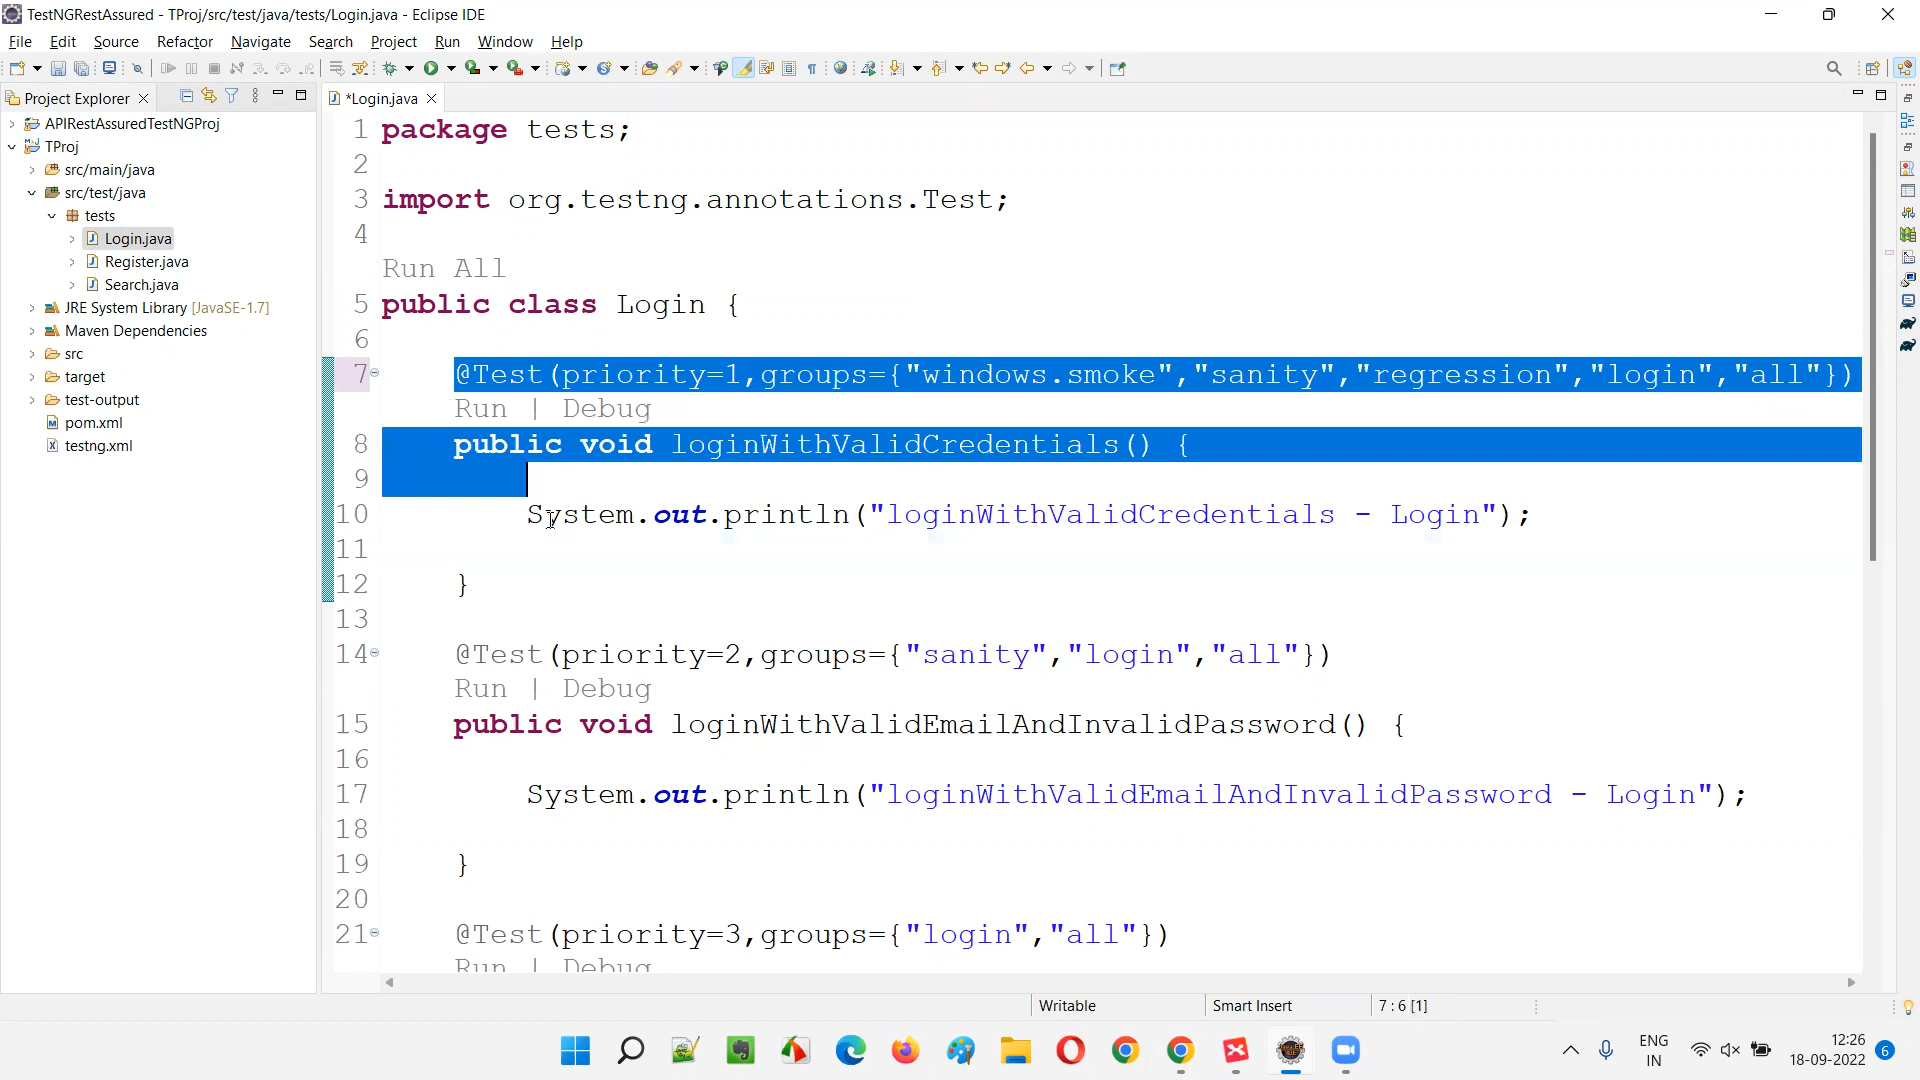 TestNGRestAssured - TProj/src/test/java/tests/Login.java - Eclipse IDE
File Edit Source Refactor Navigate Search Project Run Window Help
Project Explorer
APIRestAssuredTestNGProj
TProj
src/main/java
src/test/java
tests
Login.java
Register.java
Search.java
JRE System Library [JavaSE-1.7]
Maven Dependencies
src
target
test-output
pom.xml
testng.xml
*Login.java
1 package tests;
2
3 import org.testng.annotations.Test;
4
Run All
5 public class Login {
6
7 @Test(priority=1,groups={"windows.smoke","sanity","regression","login","all"})
Run | Debug
8 public void loginWithValidCredentials() {
9
10 System.out.println("loginWithValidCredentials - Login");
11
12 }
13
14 @Test(priority=2,groups={"sanity","login","all"})
Run | Debug
15 public void loginWithValidEmailAndInvalidPassword() {
16
17 System.out.println("loginWithValidEmailAndInvalidPassword - Login");
18
19 }
20
21 @Test(priority=3,groups={"login","all"})
Run | Debug
Writable Smart Insert 7 : 6 [1]
ENG
IN
12:26
18-09-2022
6